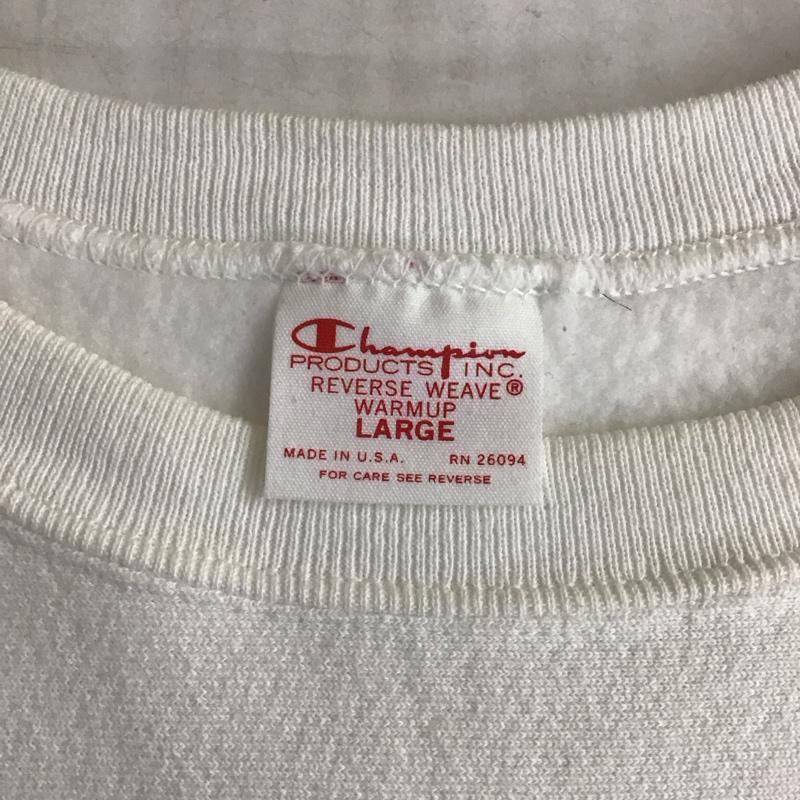 Champion
PRODUCTS INC.
REVERSE WEAVE®
WARMUP
LARGE
MADE IN U.S.A. RN 26094
FOR CARE SEE REVERSE